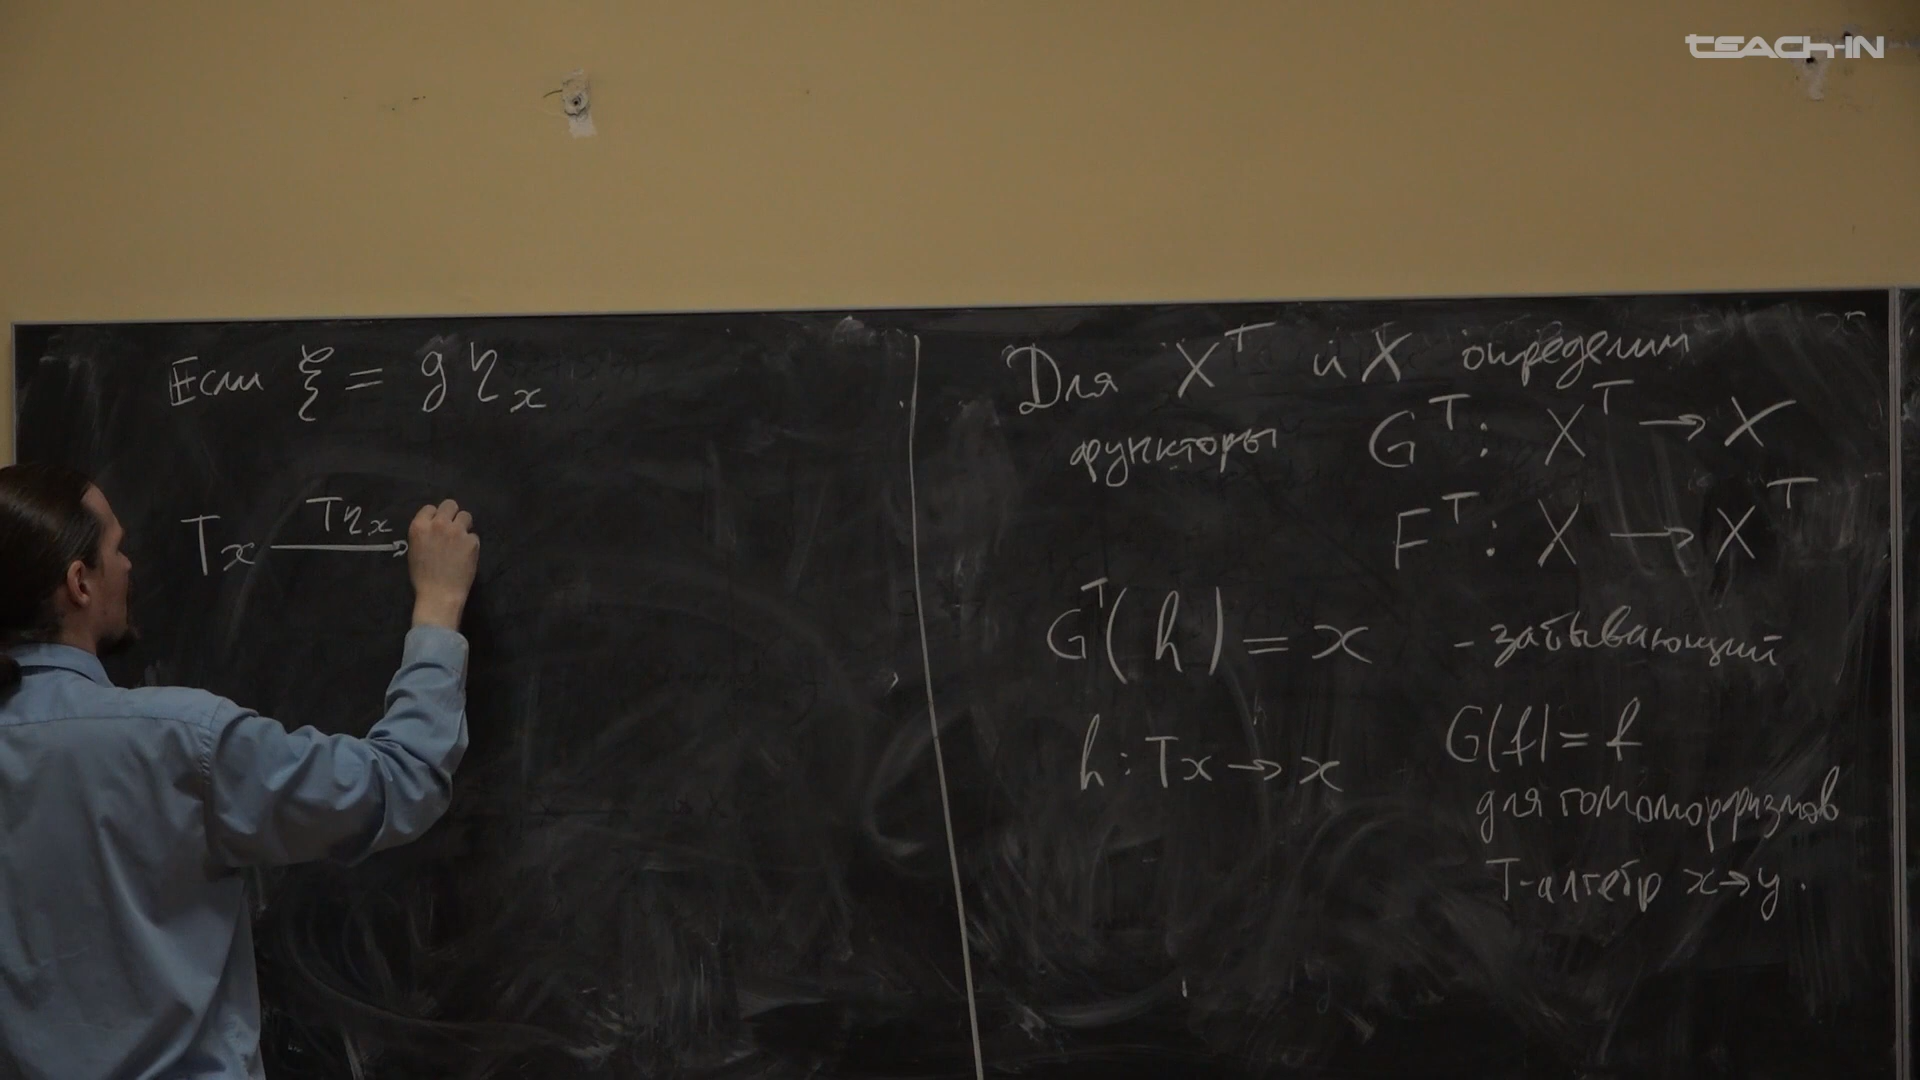 TEACH-IN
Если ξ = g η_x
Tx —Tη_x→
Для X^T и X определим
функторы G^T: X^T → X
F^T: X → X^T
G^T(h) = x - забывающий
h: Tx → x G(f) = f
для гомоморфизмов
T-алгебр x→y.